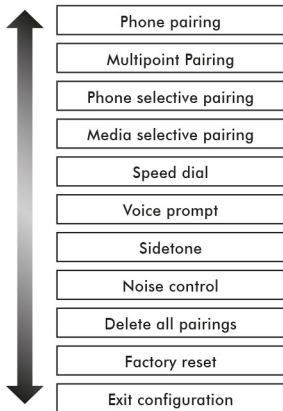 Phone pairing
Multipoint Pairing
Phone selective pairing
Media selective pairing
Speed dial
Voice prompt
Sidetone
Noise control
Delete all pairings
Factory reset
Exit configuration